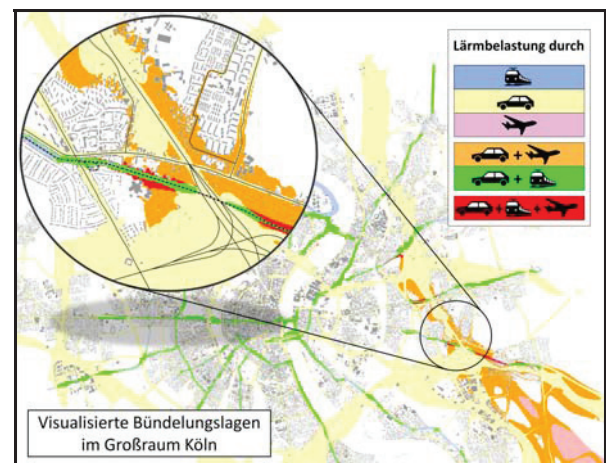 Lärmbelastung durch
+
+
+ +
Visualisierte Bündelungslagen
im Großraum Köln